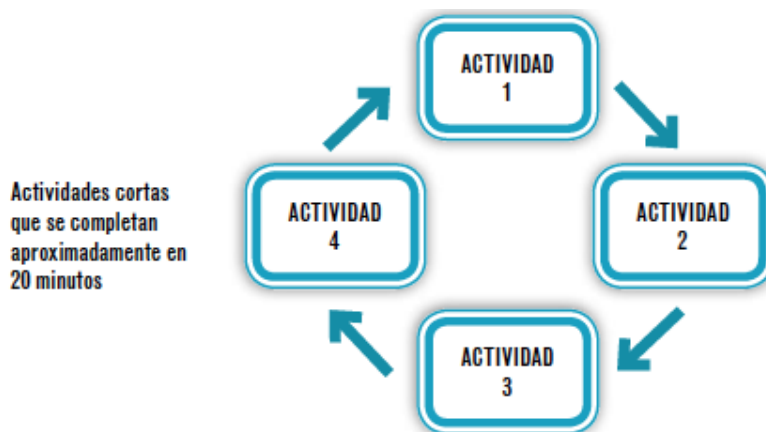 ACTIVIDAD
1
Actividades cortas
que se completan
aproximadamente en
20 minutos
ACTIVIDAD
4
ACTIVIDAD
2
ACTIVIDAD
3